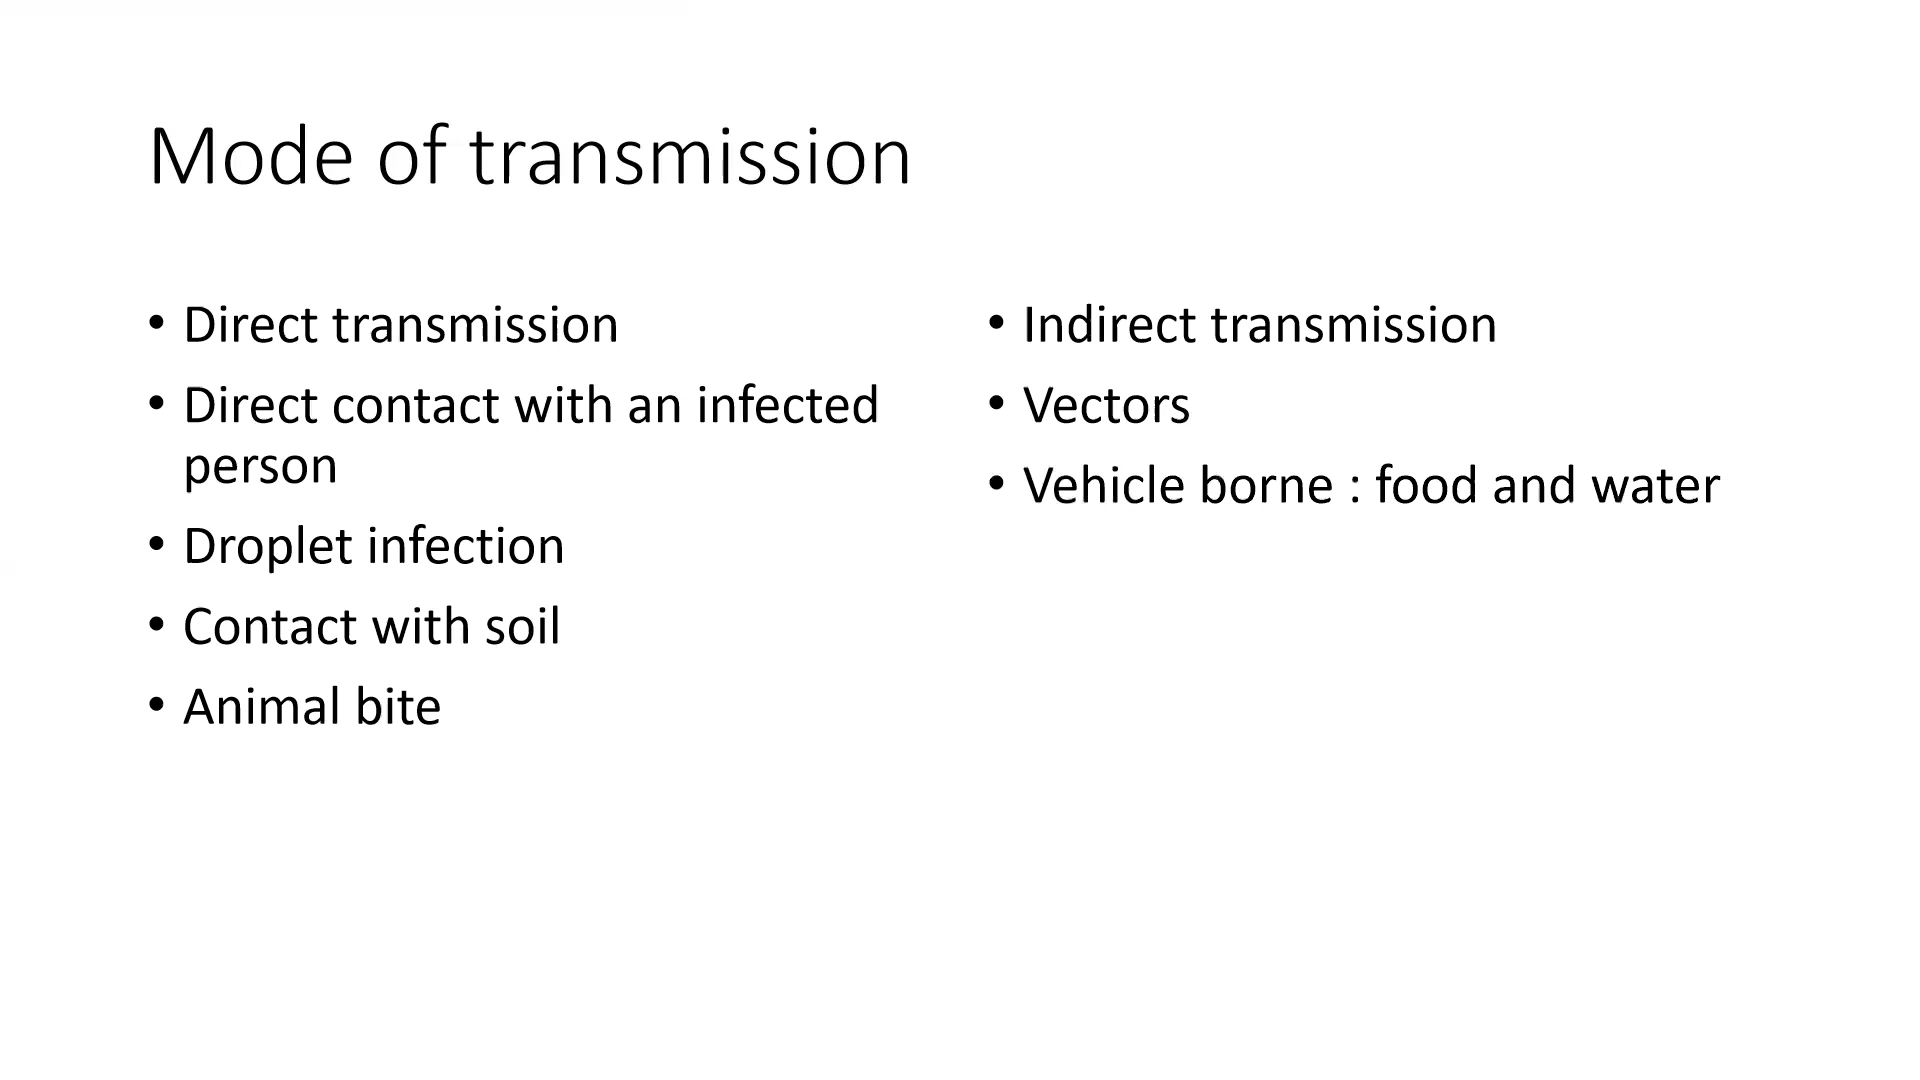 Mode of transmission
• Direct transmission
• Direct contact with an infected
person
• Droplet infection
• Contact with soil
• Animal bite
• Indirect transmission
• Vectors
• Vehicle borne : food and water